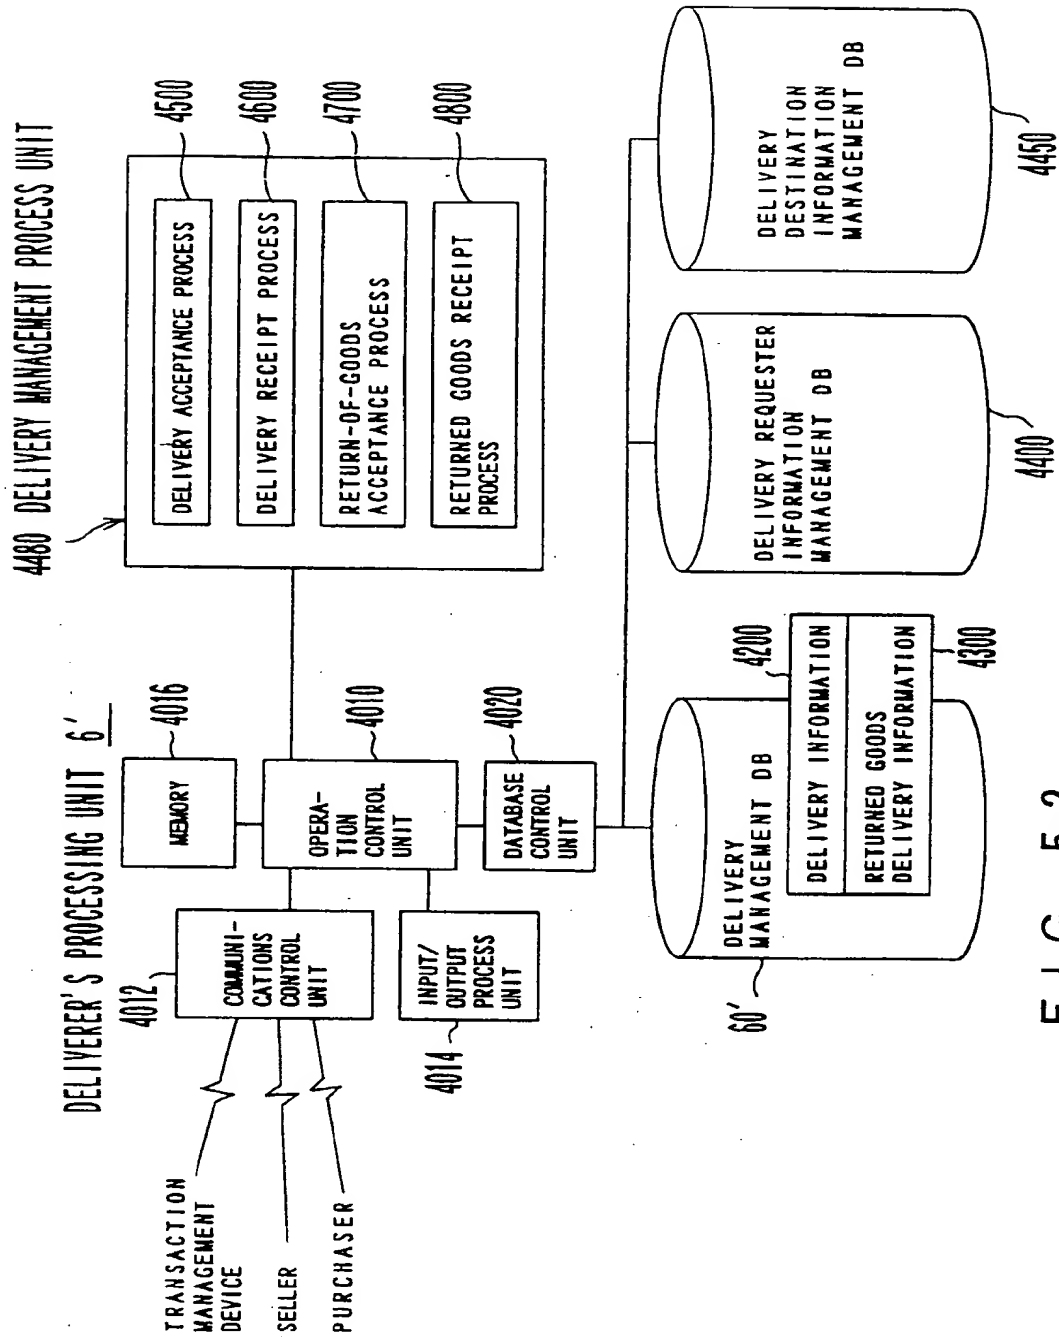 DELIVERER'S PROCESSING UNIT 6'
4480 DELIVERY MANAGEMENT PROCESS UNIT
TRANSACTION
MANAGEMENT
DEVICE
SELLER
PURCHASER
4012
COMMUNI-
CATIONS
CONTROL
UNIT
INPUT/
OUTPUT
PROCESS
UNIT
4014
MEMORY
4016
OPERA-
TION
CONTROL
UNIT
4010
DATABASE
CONTROL
UNIT
4020
DELIVERY ACCEPTANCE PROCESS
4500
DELIVERY RECEIPT PROCESS
4600
RETURN-OF-GOODS
ACCEPTANCE PROCESS
4700
RETURNED GOODS RECEIPT
PROCESS
4800
60'
DELIVERY
MANAGEMENT DB
DELIVERY INFORMATION
4200
RETURNED GOODS
DELIVERY INFORMATION
4300
DELIVERY REQUESTER
INFORMATION
MANAGEMENT DB
4400
DELIVERY
DESTINATION
INFORMATION
MANAGEMENT DB
4450